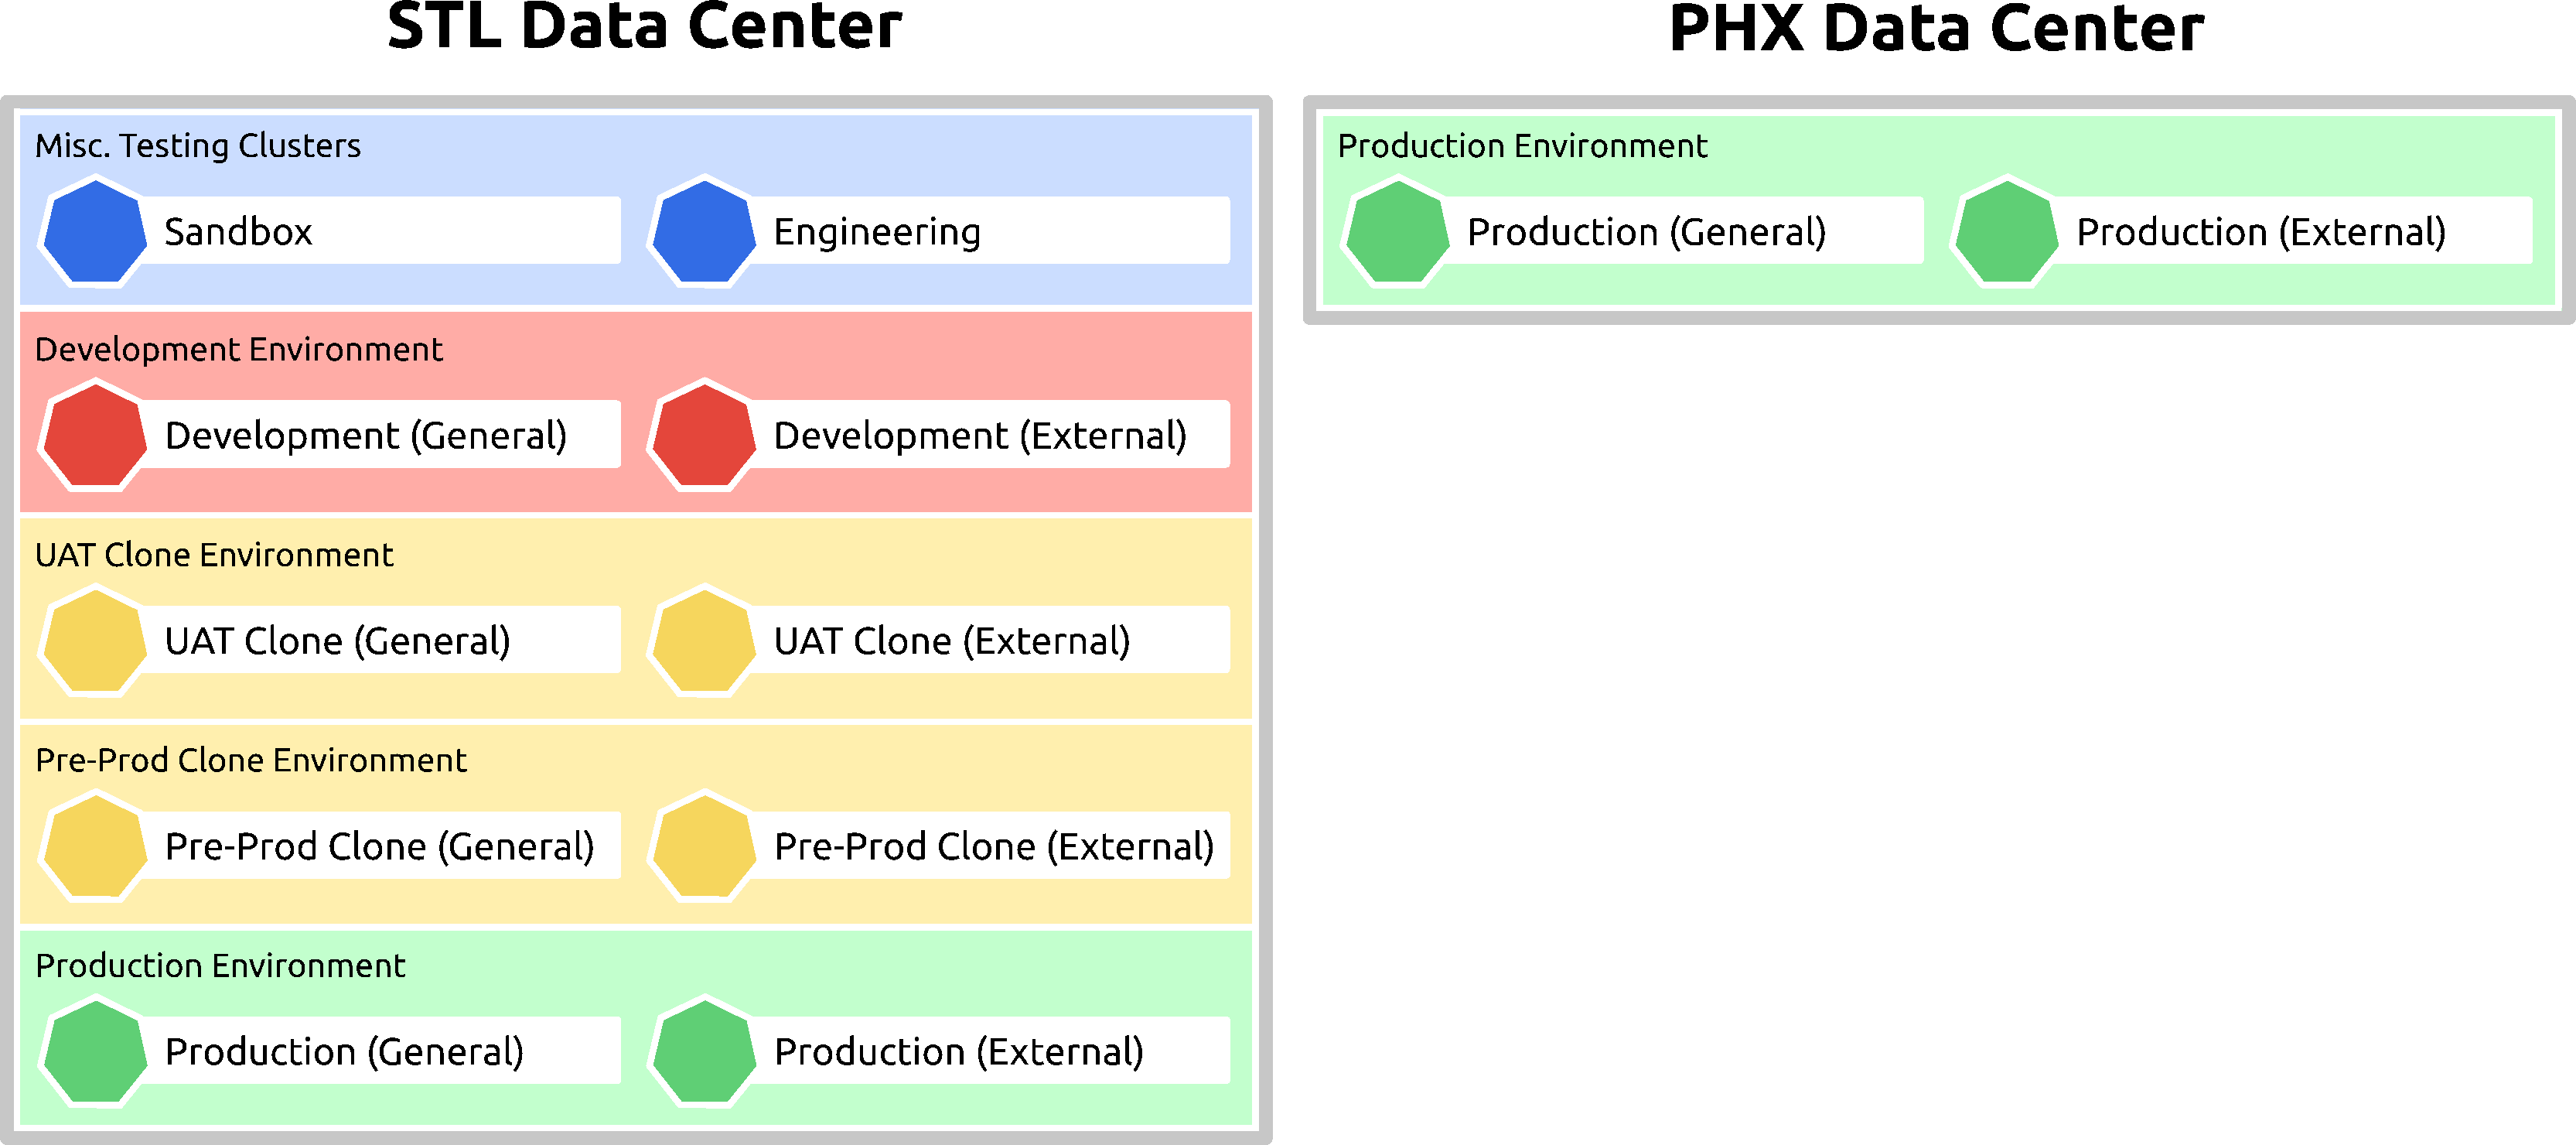 STL Data Center
Misc. Testing Clusters
Sandbox
Engineering
Development Environment
Development (General)
Development (External)
UAT Clone Environment
UAT Clone (General)
UAT Clone (External)
Pre-Prod Clone Environment
Pre-Prod Clone (General)
Pre-Prod Clone (External)
Production Environment
Production (General)
Production (External)
PHX Data Center
Production Environment
Production (General)
Production (External)